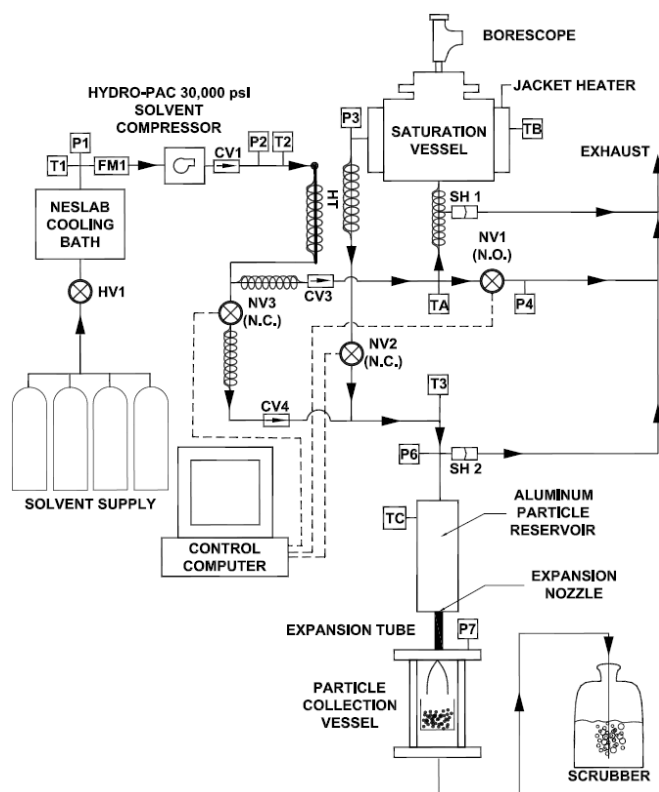 BORESCOPE
HYDRO-PAC 30,000 psi
SOLVENT
COMPRESSOR
JACKET HEATER
P1
P2
T2
P3
SATURATION
VESSEL
TB
EXHAUST
T1
FM1
CV1
NESLAB
COOLING
BATH
HT
SH 1
NV1
(N.O.)
HV1
CV3
TA
P4
NV3
(N.C.)
NV2
(N.C.)
T3
CV4
P6
SH 2
SOLVENT SUPPLY
TC
ALUMINUM
PARTICLE
RESERVOIR
CONTROL
COMPUTER
EXPANSION
NOZZLE
EXPANSION TUBE
P7
PARTICLE
COLLECTION
VESSEL
SCRUBBER